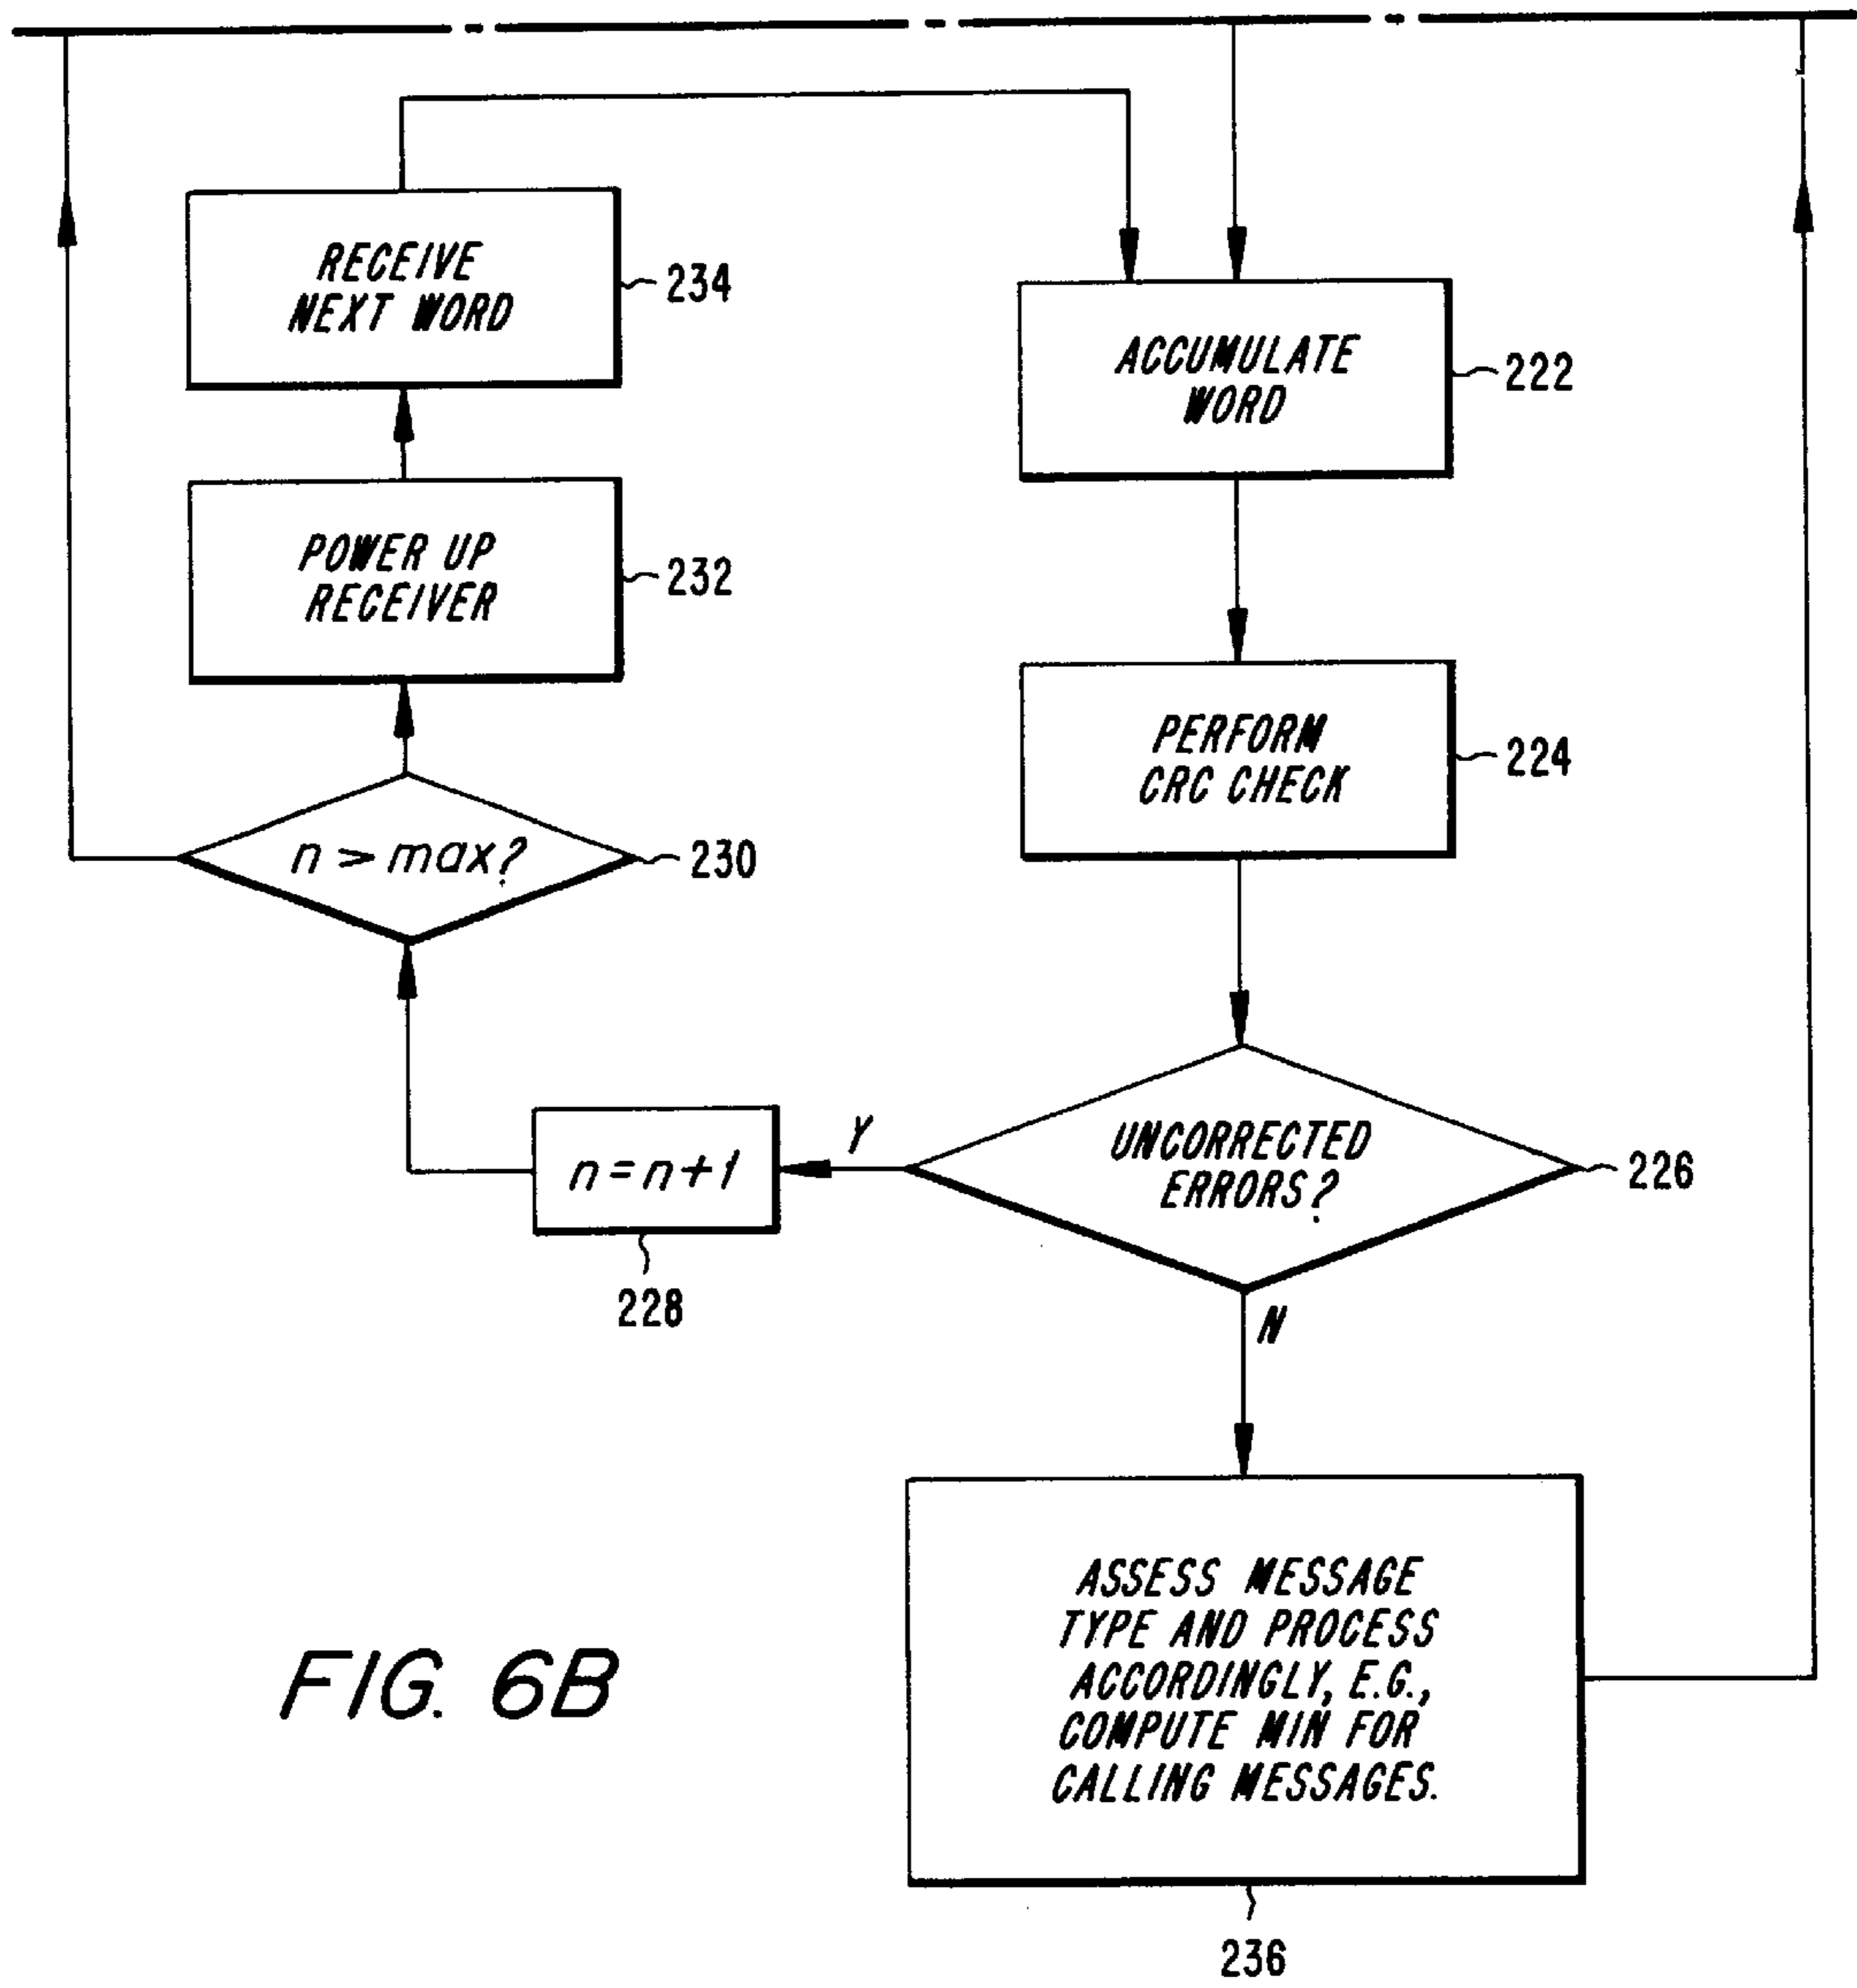 RECEIVE
NEXT WORD
234
ACCUMULATE
WORD
222
POWER UP
RECEIVER
232
PERFORM
CRC CHECK
224
n > max?
230
UNCORRECTED
ERRORS?
226
Y
n = n + 1
228
N
ASSESS MESSAGE
TYPE AND PROCESS
ACCORDINGLY, E.G.,
COMPUTE MIN FOR
CALLING MESSAGES.
236
FIG. 6B